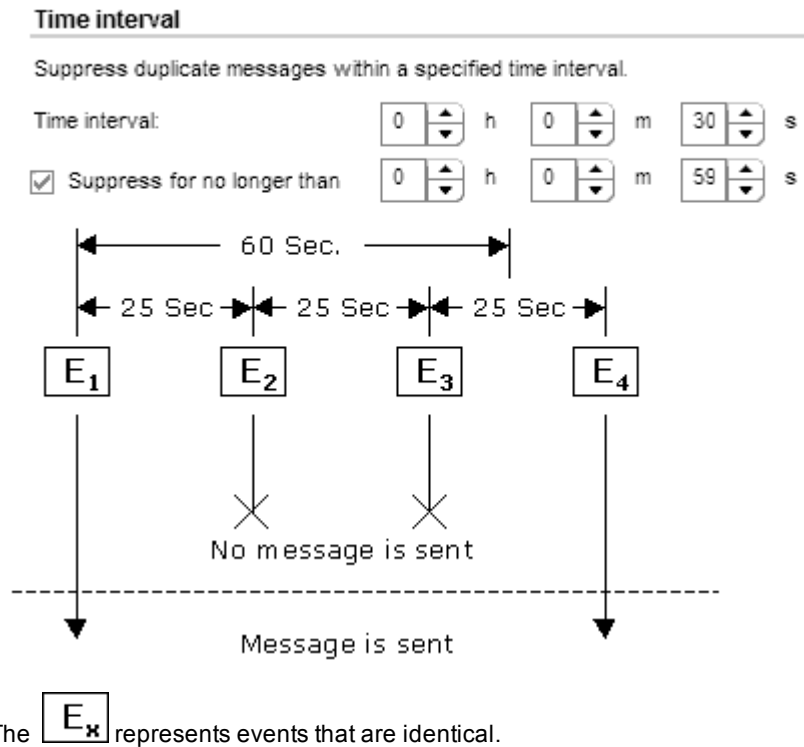 Time interval
Suppress duplicate messages within a specified time interval.
Time interval: 0 h 0 m 30 s
Suppress for no longer than 0 h 0 m 59 s
60 Sec.
25 Sec 25 Sec 25 Sec
E1 E2 E3 E4
No message is sent
Message is sent
The Ex represents events that are identical.